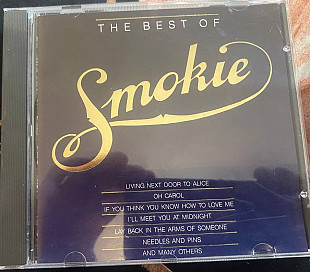 THE BEST OF
Smokie
LIVING NEXT DOOR TO ALICE
OH CAROL
IF YOU THINK YOU KNOW HOW TO LOVE ME
I'LL MEET YOU AT MIDNIGHT
LAY BACK IN THE ARMS OF SOMEONE
NEEDLES AND PINS
AND MANY OTHERS